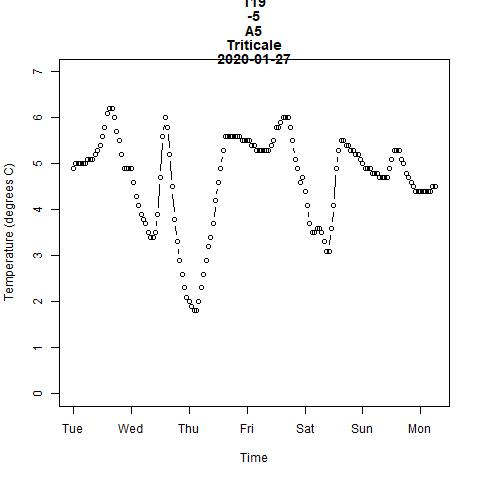 T19
-5
A5
Triticale
2020-01-27
Temperature (degrees C)
7
6
5
4
3
2
1
0
Tue Wed Thu Fri Sat Sun Mon
Time